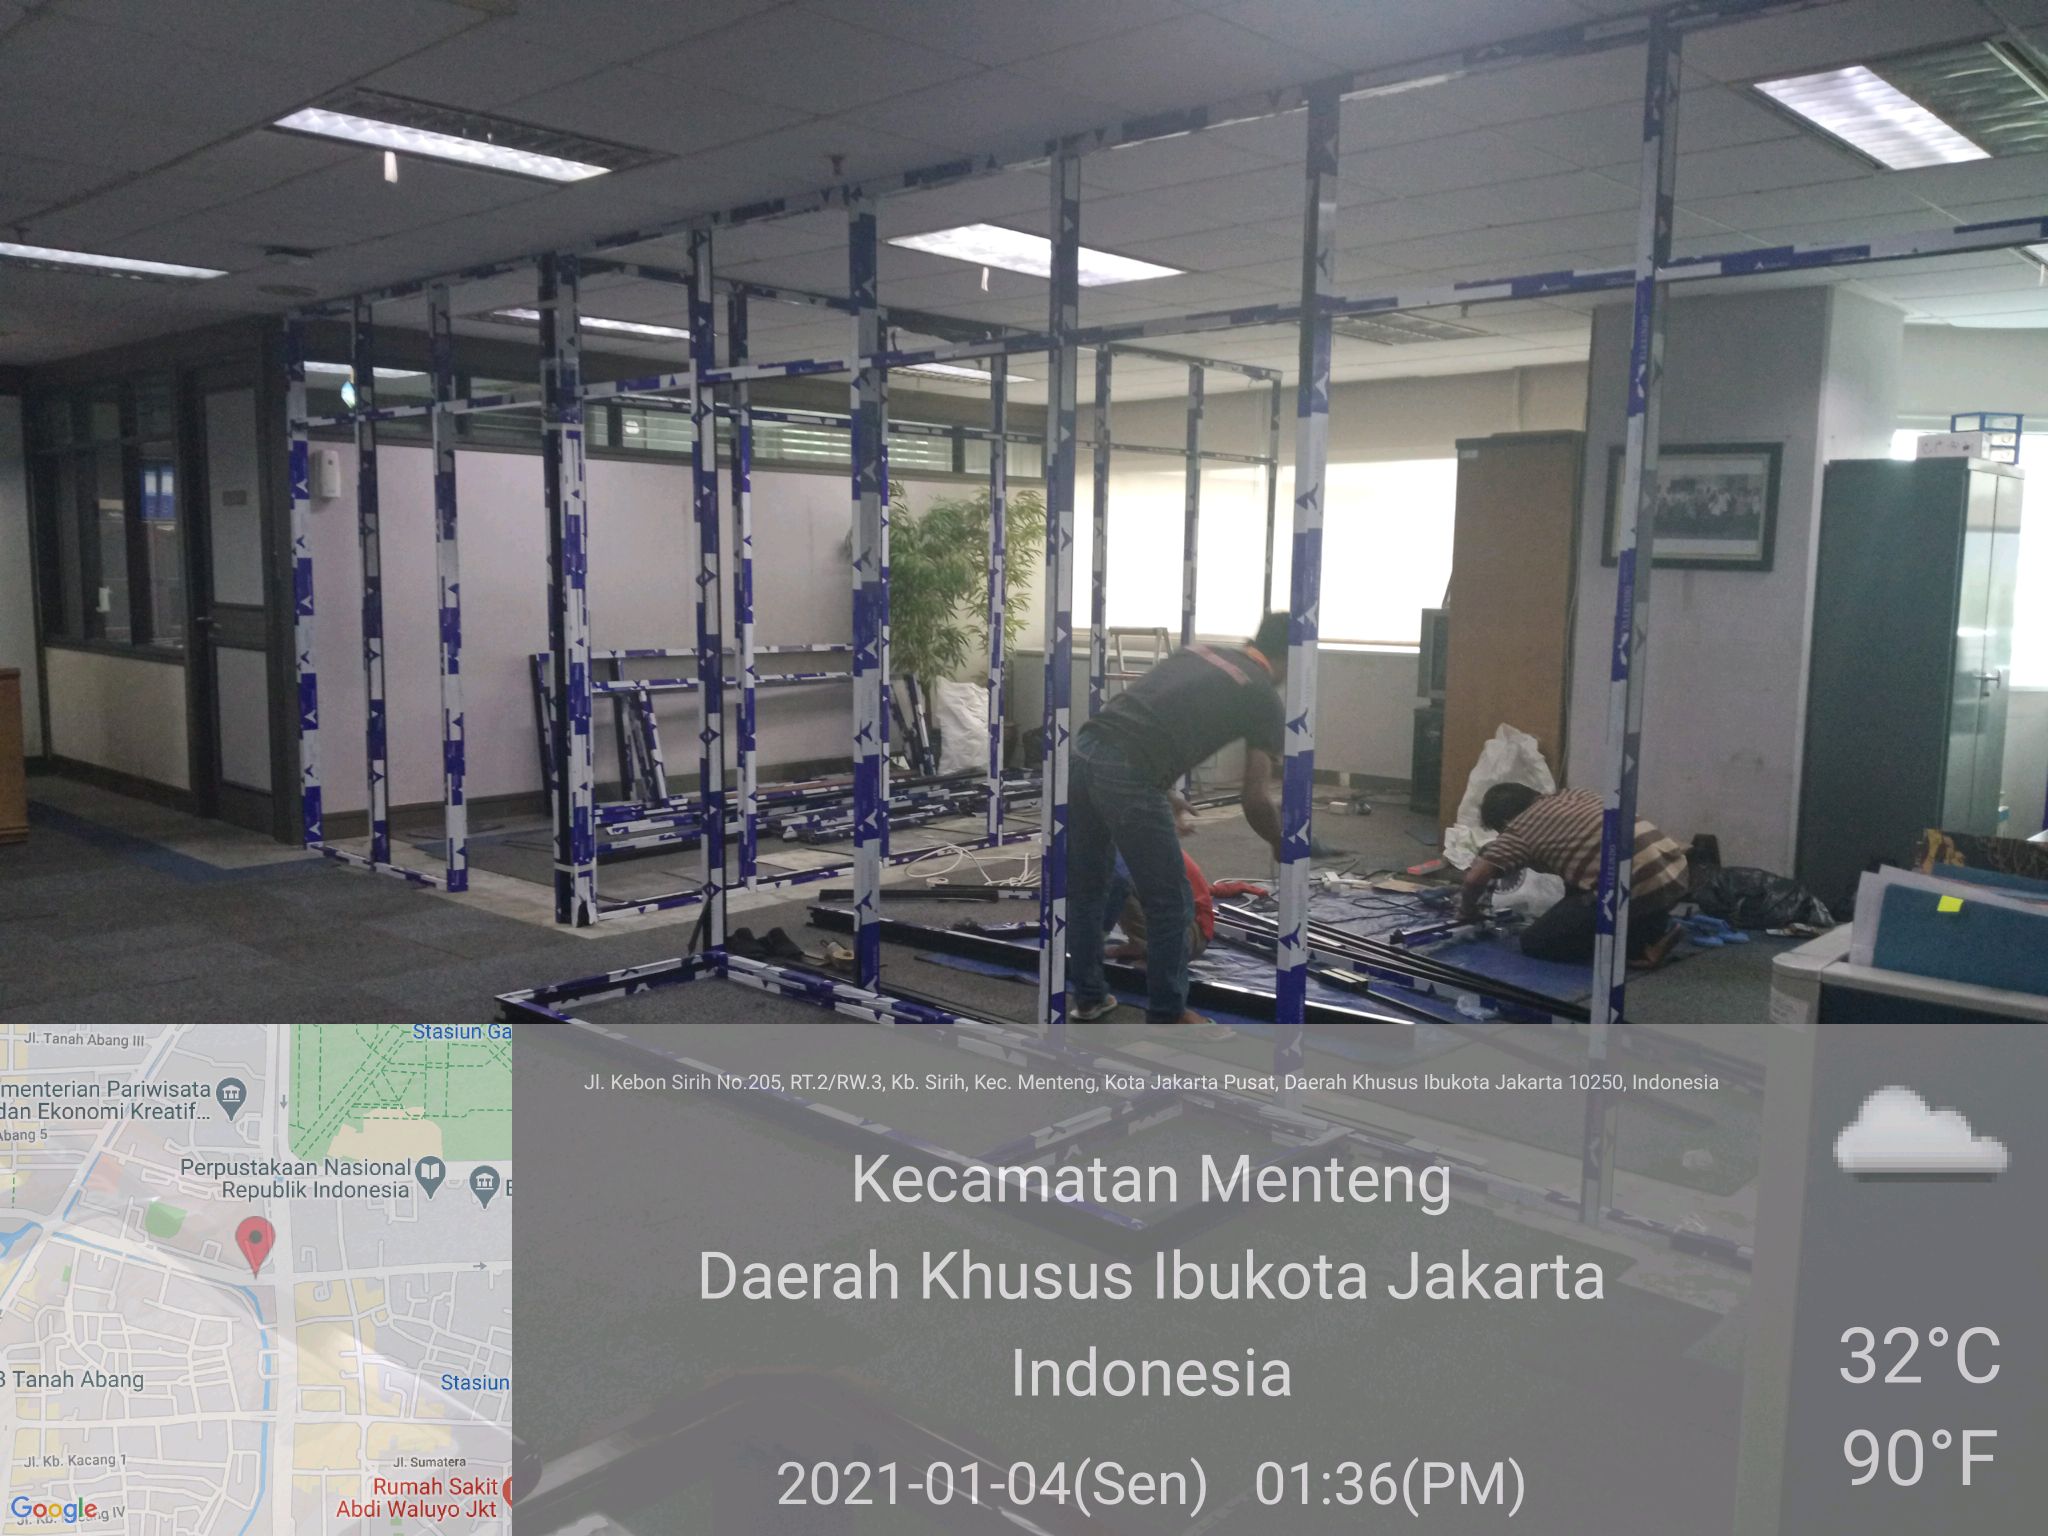 Jl. Kebon Sirih No.205, RT.2/RW.3, Kb. Sirih, Kec. Menteng, Kota Jakarta Pusat, Daerah Khusus Ibukota Jakarta 10250, Indonesia
Kecamatan Menteng
Daerah Khusus Ibukota Jakarta
Indonesia
2021-01-04(Sen) 01:36(PM)
32°C
90°F
Stasiun Ga
Jl. Tanah Abang III
menterian Pariwisata
dan Ekonomi Kreatif...
Abang 5
Perpustakaan Nasional
Republik Indonesia
Tanah Abang
Stasiun
Jl. Kb. Kacang 1
Jl. Sumatera
Rumah Sakit
Abdi Waluyo Jkt
Google